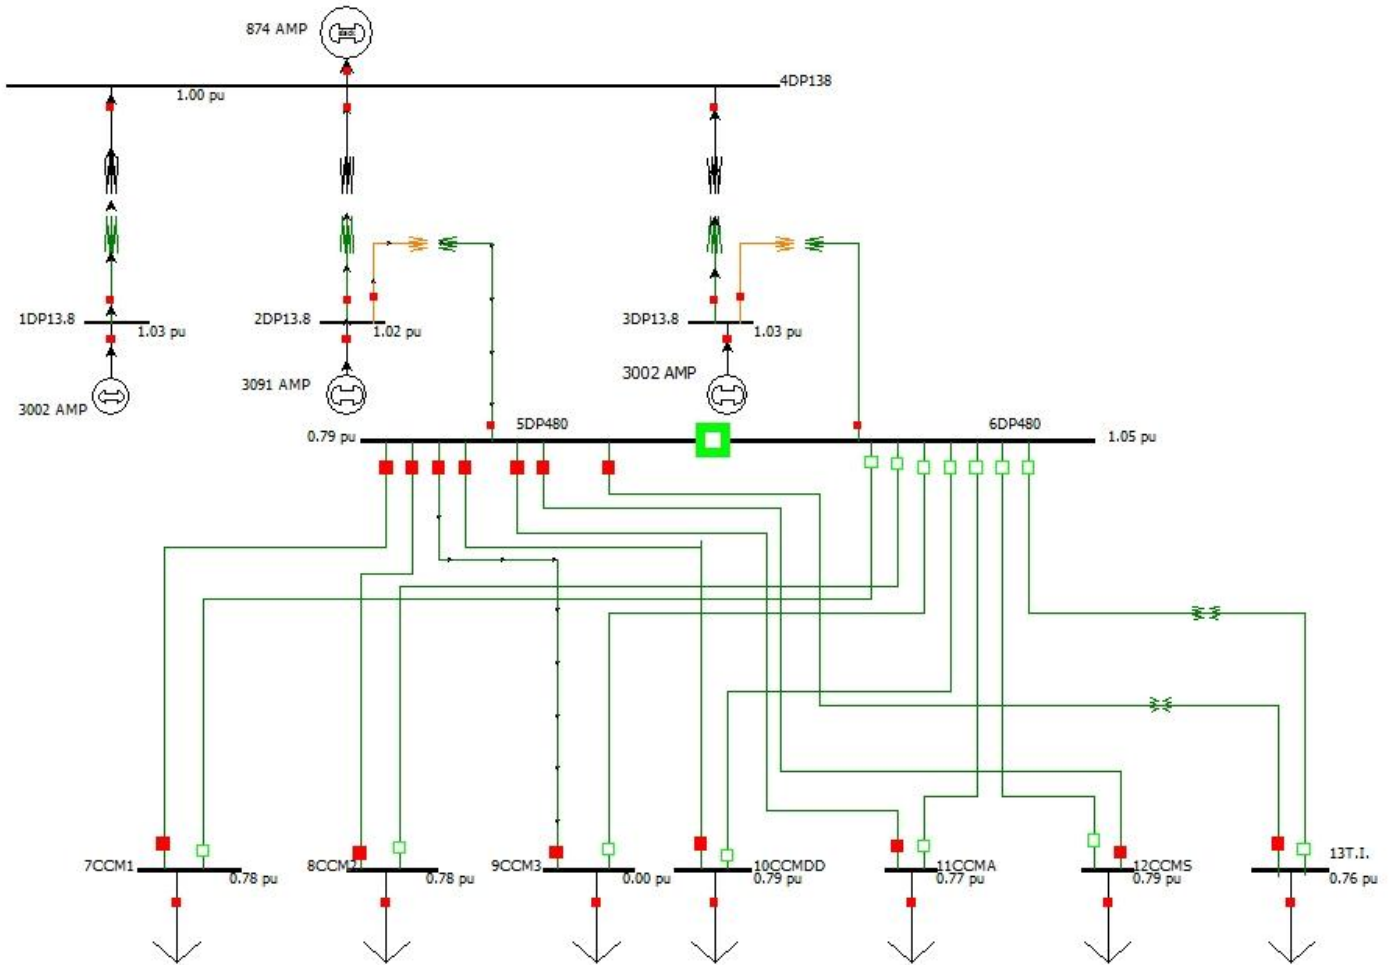 874 AMP
4DP138
1.00 pu
1DP13.8
1.03 pu
2DP13.8
1.02 pu
3DP13.8
1.03 pu
3002 AMP
3091 AMP
3002 AMP
0.79 pu
5DP480
6DP480
1.05 pu
7CCM1
0.78 pu
8CCM2
0.78 pu
9CCM3
0.00 pu
10CCMDD
0.79 pu
11CCMA
0.77 pu
12CCMS
0.79 pu
13T.I.
0.76 pu